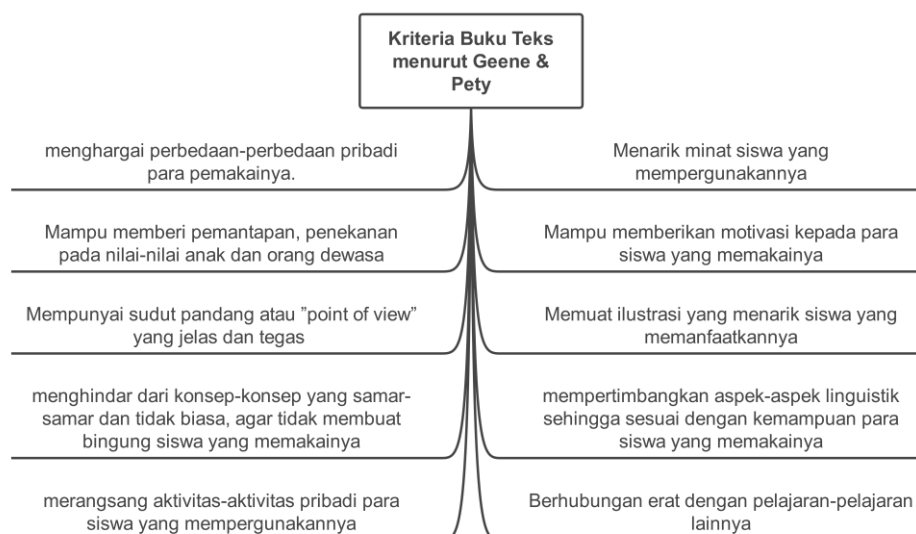 Kriteria Buku Teks
menurut Geene &
Pety
menghargai perbedaan-perbedaan pribadi
para pemakainya.
Mampu memberi pemantapan, penekanan
pada nilai-nilai anak dan orang dewasa
Mempunyai sudut pandang atau ”point of view”
yang jelas dan tegas
menghindar dari konsep-konsep yang samar-
samar dan tidak biasa, agar tidak membuat
bingung siswa yang memakainya
merangsang aktivitas-aktivitas pribadi para
siswa yang mempergunakannya
Menarik minat siswa yang
mempergunakannya
Mampu memberikan motivasi kepada para
siswa yang memakainya
Memuat ilustrasi yang menarik siswa yang
memanfaatkannya
mempertimbangkan aspek-aspek linguistik
sehingga sesuai dengan kemampuan para
siswa yang memakainya
Berhubungan erat dengan pelajaran-pelajaran
lainnya